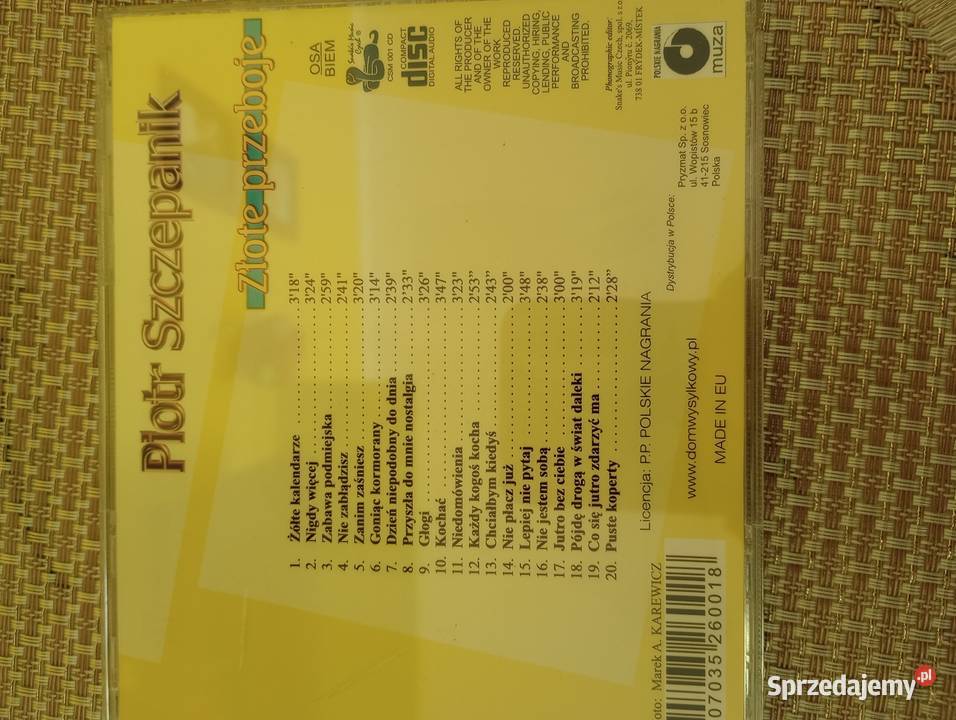 Piotr Szczepanik
Złote przeboje
1. Żółte kalendarze 3'18"
2. Nigdy więcej 3'24"
3. Zabawa podmiejska 2'59"
4. Nie zabłądzisz 2'41"
5. Zanim zaśniesz 3'20"
6. Goniąc kormorany 3'14"
7. Dzień niepodobny do dnia 2'39"
8. Przyszła do mnie nostalgia 2'33"
9. Głogi 3'26"
10. Kochać 3'47"
11. Niedomówienia 3'23"
12. Każdy kogoś kocha 2'53"
13. Chciałbym kiedyś 2'43"
14. Nie płacz już 2'00"
15. Lepiej nie pytaj 3'48"
16. Nie jestem sobą 2'38"
17. Jutro bez ciebie 3'00"
18. Pójdę drogą w świat daleki 3'19"
19. Co się jutro zdarzyć ma 2'12"
20. Puste koperty 2'28"
OSA
BIEM
CSM 001 CD
COMPACT
disc
DIGITAL AUDIO
ALL RIGHTS OF
THE PRODUCER
AND OF THE
OWNER OF THE
WORK
REPRODUCED
RESERVED.
UNAUTHORIZED
COPYING, HIRING,
LENDING, PUBLIC
PERFORMANCE
AND
BROADCASTING
PROHIBITED.
Phonographic editor:
Snake's Music Czech, spol. s r.o.
738 01 FRÝDEK-MÍSTEK
POLSKIE NAGRANIA
muza
Licencja: P.P. POLSKIE NAGRANIA
Dystrybucja w Polsce:
Pryzmat Sp. z o.o.
ul. Wopistów 15 b
41-215 Sosnowiec
Polska
www.domwysylkowy.pl
MADE IN EU
oto: Marek A. KAREWICZ
07035 260018
Sprzedajemy.pl